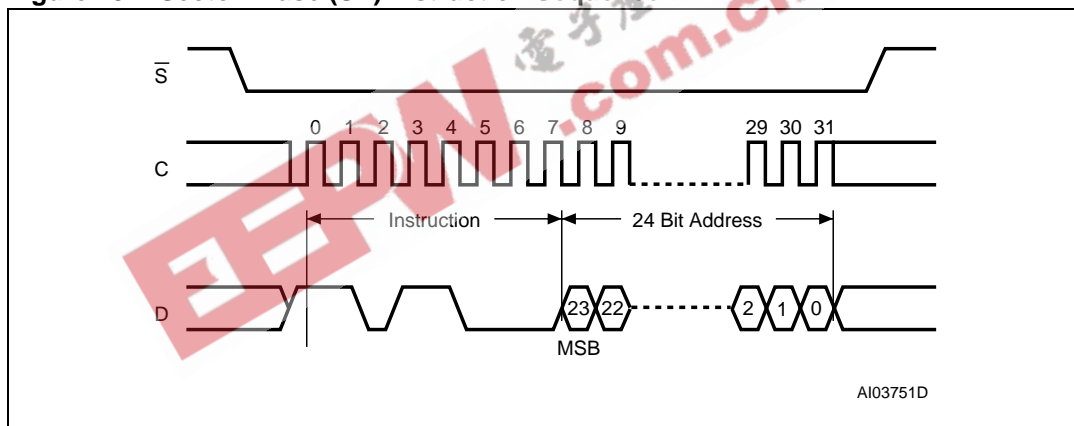 S
0 1 2 3 4 5 6 7 8 9 29 30 31
C
Instruction 24 Bit Address
D
23 22 2 1 0
MSB
AI03751D
EEPW.com.cn